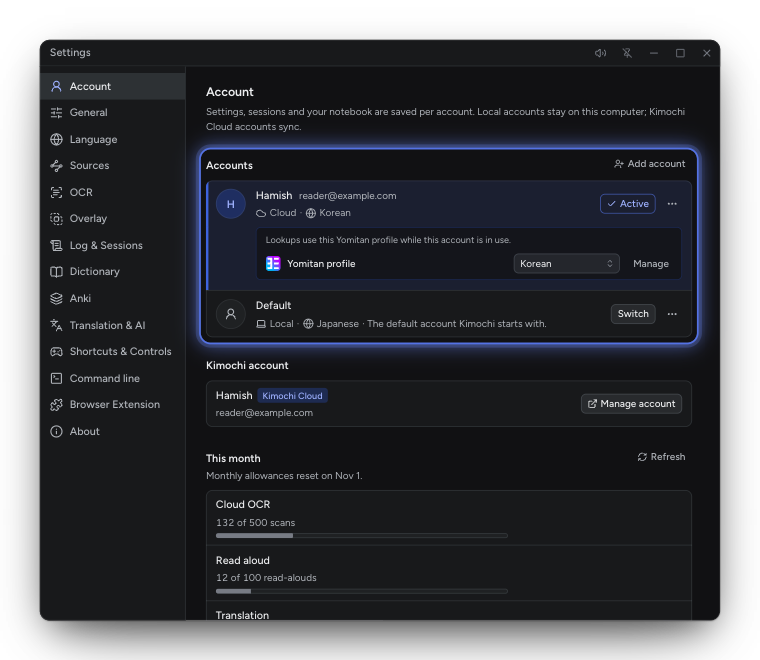 Settings
Account
General
Language
Sources
OCR
Overlay
Log & Sessions
Dictionary
Anki
Translation & AI
Shortcuts & Controls
Command line
Browser Extension
About
Account
Settings, sessions and your notebook are saved per account. Local accounts stay on this computer; Kimochi
Cloud accounts sync.
Accounts
Add account
H
Hamish reader@example.com
Cloud · Korean
Active
Lookups use this Yomitan profile while this account is in use.
Yomitan profile
Korean
Manage
Default
Local · Japanese · The default account Kimochi starts with.
Switch
Kimochi account
Hamish Kimochi Cloud
reader@example.com
Manage account
This month
Refresh
Monthly allowances reset on Nov 1.
Cloud OCR
132 of 500 scans
Read aloud
12 of 100 read-alouds
Translation